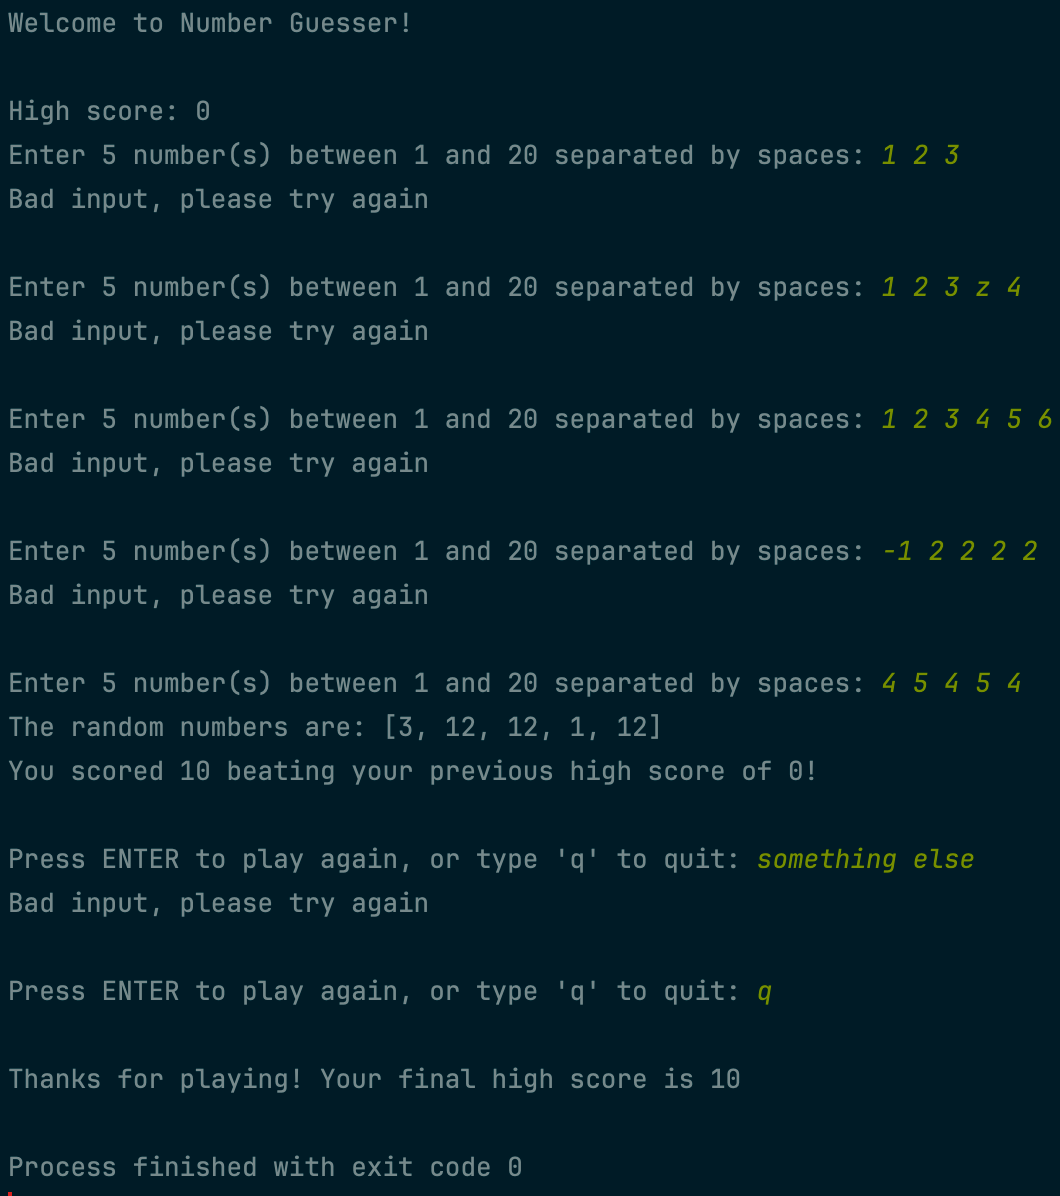 Welcome to Number Guesser!
High score: 0
Enter 5 number(s) between 1 and 20 separated by spaces: 1 2 3
Bad input, please try again
Enter 5 number(s) between 1 and 20 separated by spaces: 1 2 3 z 4
Bad input, please try again
Enter 5 number(s) between 1 and 20 separated by spaces: 1 2 3 4 5 6
Bad input, please try again
Enter 5 number(s) between 1 and 20 separated by spaces: -1 2 2 2 2
Bad input, please try again
Enter 5 number(s) between 1 and 20 separated by spaces: 4 5 4 5 4
The random numbers are: [3, 12, 12, 1, 12]
You scored 10 beating your previous high score of 0!
Press ENTER to play again, or type 'q' to quit: something else
Bad input, please try again
Press ENTER to play again, or type 'q' to quit: q
Thanks for playing! Your final high score is 10
Process finished with exit code 0